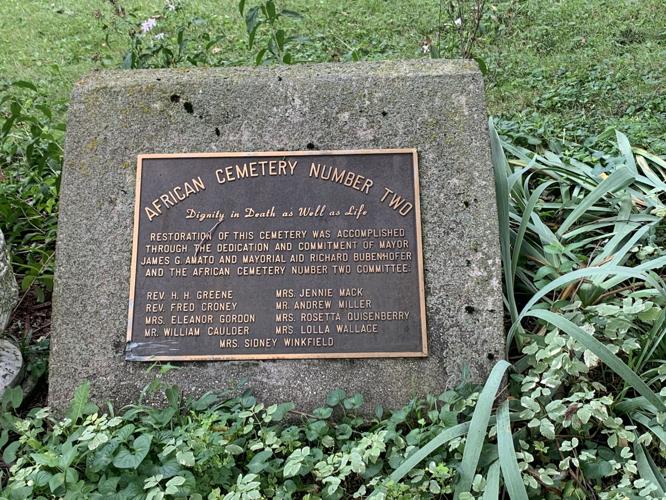 AFRICAN CEMETERY NUMBER TWO
Dignity in Death as Well as Life
RESTORATION OF THIS CEMETERY WAS ACCOMPLISHED
THROUGH THE DEDICATION AND COMMITMENT OF MAYOR
JAMES G. AMATO AND MAYORIAL AID RICHARD BUBENHOFER
AND THE AFRICAN CEMETERY NUMBER TWO COMMITTEE:
REV. H. H. GREENE
REV. FRED CRONEY
MRS. ELEANOR GORDON
MR. WILLIAM CAULDER
MRS. JENNIE MACK
MR. ANDREW MILLER
MRS. ROSETTA QUISENBERRY
MRS. LOLLA WALLACE
MRS. SIDNEY WINKFIELD